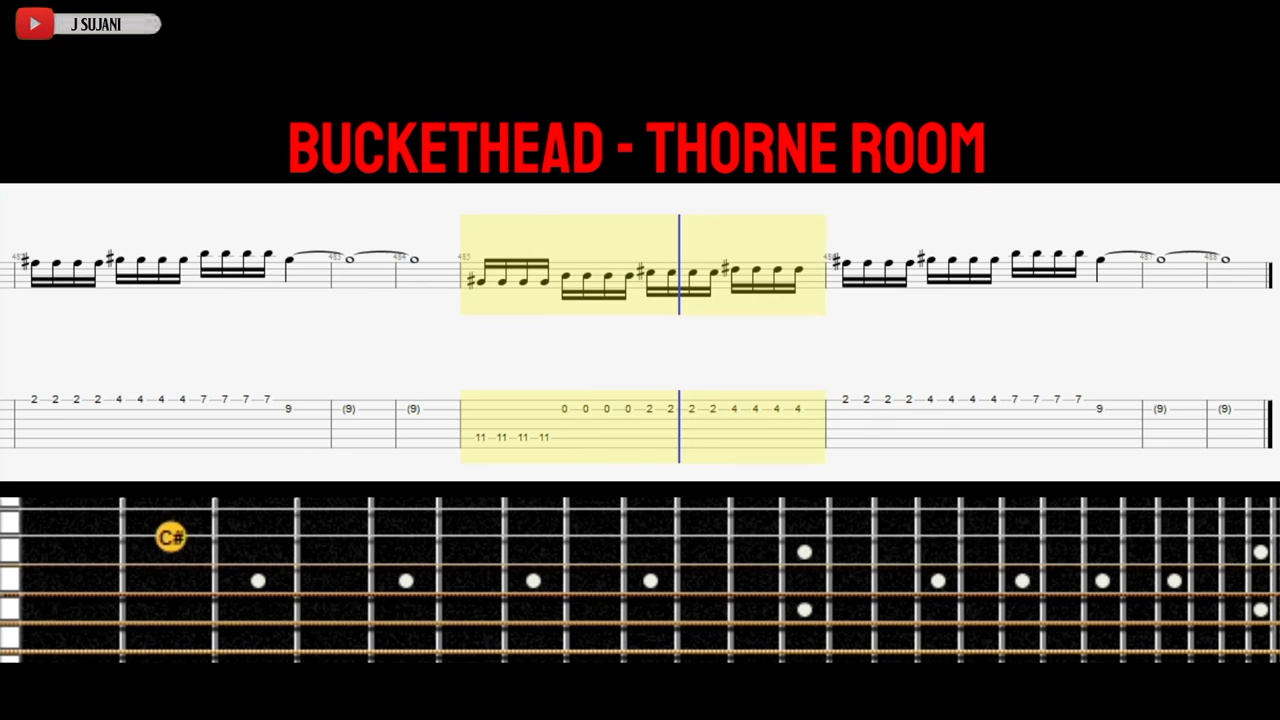 J SUJANI
BUCKETHEAD - THORNE ROOM
485
2 2 2 2 4 4 4 4 7 7 7 7 9 (9) (9) 0 0 0 0 2 2 2 2 4 4 4 4 2 2 2 2 4 4 4 4 7 7 7 7 9 (9) (9)
11 11 11 11
C#